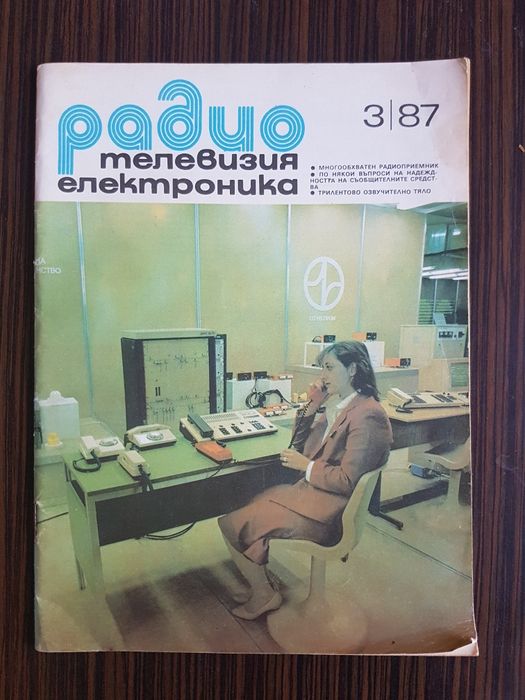 радио
телевизия
електроника
3|87
• МНОГООБХВАТЕН РАДИОПРИЕМНИК
• ПО НЯКОИ ВЪПРОСИ НА НАДЕЖД-
НОСТТА НА СЪОБЩИТЕЛНИТЕ СРЕДСТ-
ВА
• ТРИЛЕНТОВО ОЗВУЧИТЕЛНО ТЯЛО
НСТВО